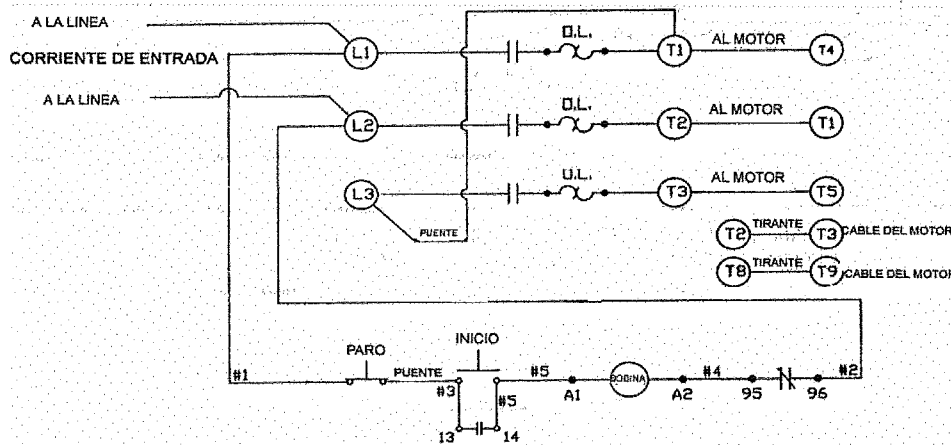 A LA LINEA
CORRIENTE DE ENTRADA
A LA LINEA
L1 O.L. T1 AL MOTOR T4
L2 O.L. T2 AL MOTOR T1
L3 O.L. T3 AL MOTOR T5
PUENTE
T2 TIRANTE T3 CABLE DEL MOTOR
T8 TIRANTE T9 CABLE DEL MOTOR
PARO INICIO
#1 PUENTE #3 #5 #5 A1 BOBINA A2 #4 95 96 #2
13 14